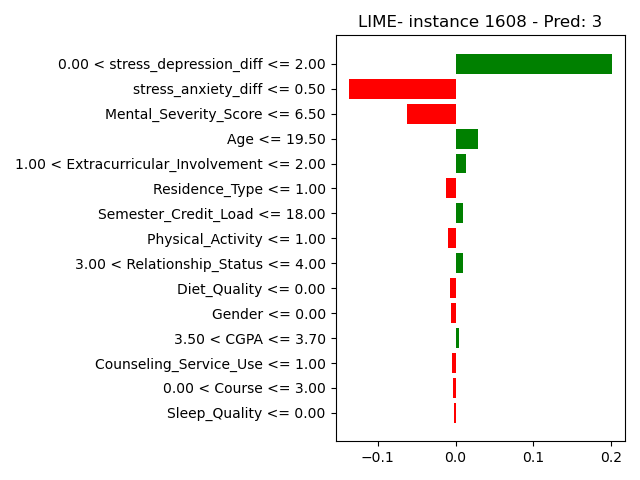 LIME- instance 1608 - Pred: 3
0.00 < stress_depression_diff <= 2.00
stress_anxiety_diff <= 0.50
Mental_Severity_Score <= 6.50
Age <= 19.50
1.00 < Extracurricular_Involvement <= 2.00
Residence_Type <= 1.00
Semester_Credit_Load <= 18.00
Physical_Activity <= 1.00
3.00 < Relationship_Status <= 4.00
Diet_Quality <= 0.00
Gender <= 0.00
3.50 < CGPA <= 3.70
Counseling_Service_Use <= 1.00
0.00 < Course <= 3.00
Sleep_Quality <= 0.00
−0.1 0.0 0.1 0.2